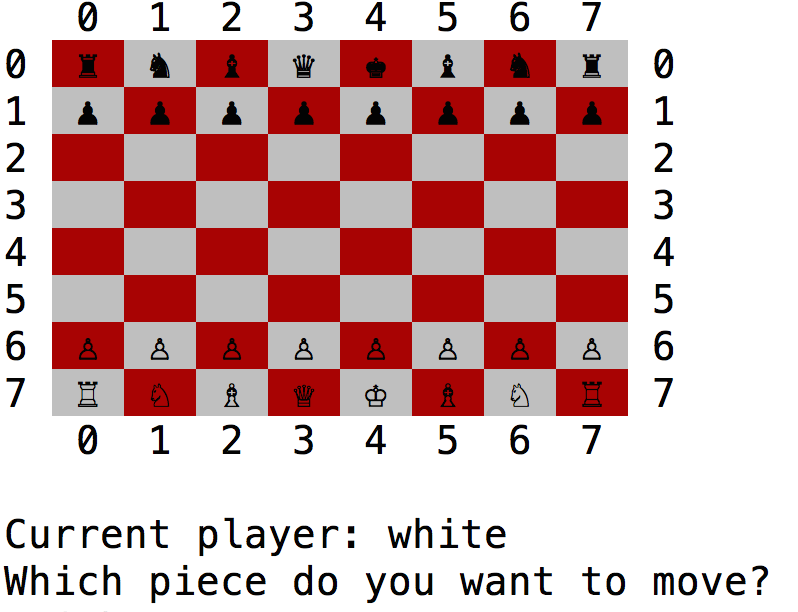 0 1 2 3 4 5 6 7
0 ♜ ♞ ♝ ♛ ♚ ♝ ♞ ♜ 0
1 ♟ ♟ ♟ ♟ ♟ ♟ ♟ ♟ 1
2 2
3 3
4 4
5 5
6 ♙ ♙ ♙ ♙ ♙ ♙ ♙ ♙ 6
7 ♖ ♘ ♗ ♕ ♔ ♗ ♘ ♖ 7
0 1 2 3 4 5 6 7
Current player: white
Which piece do you want to move?